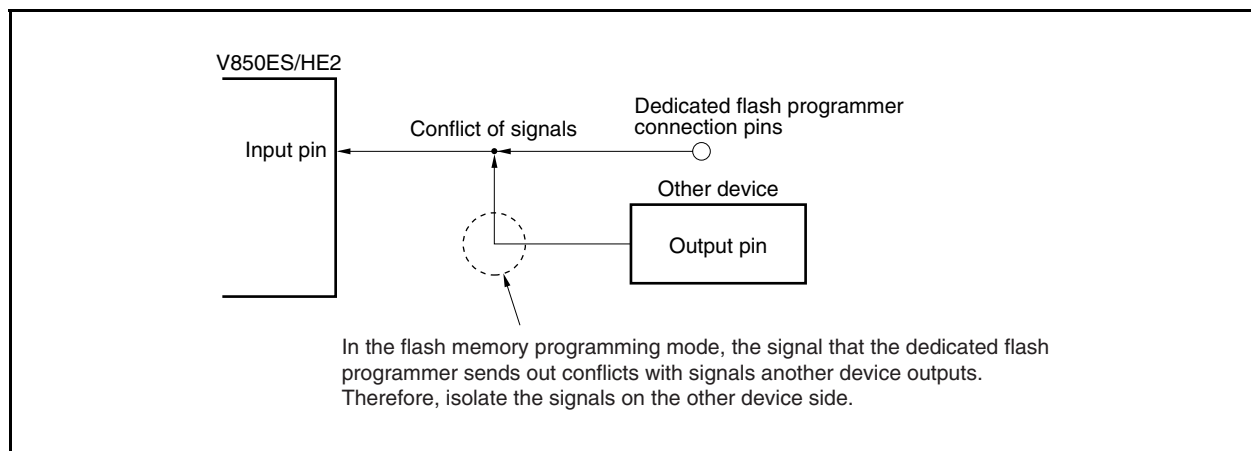 V850ES/HE2
Dedicated flash programmer
connection pins
Conflict of signals
Input pin
Other device
Output pin
In the flash memory programming mode, the signal that the dedicated flash
programmer sends out conflicts with signals another device outputs.
Therefore, isolate the signals on the other device side.